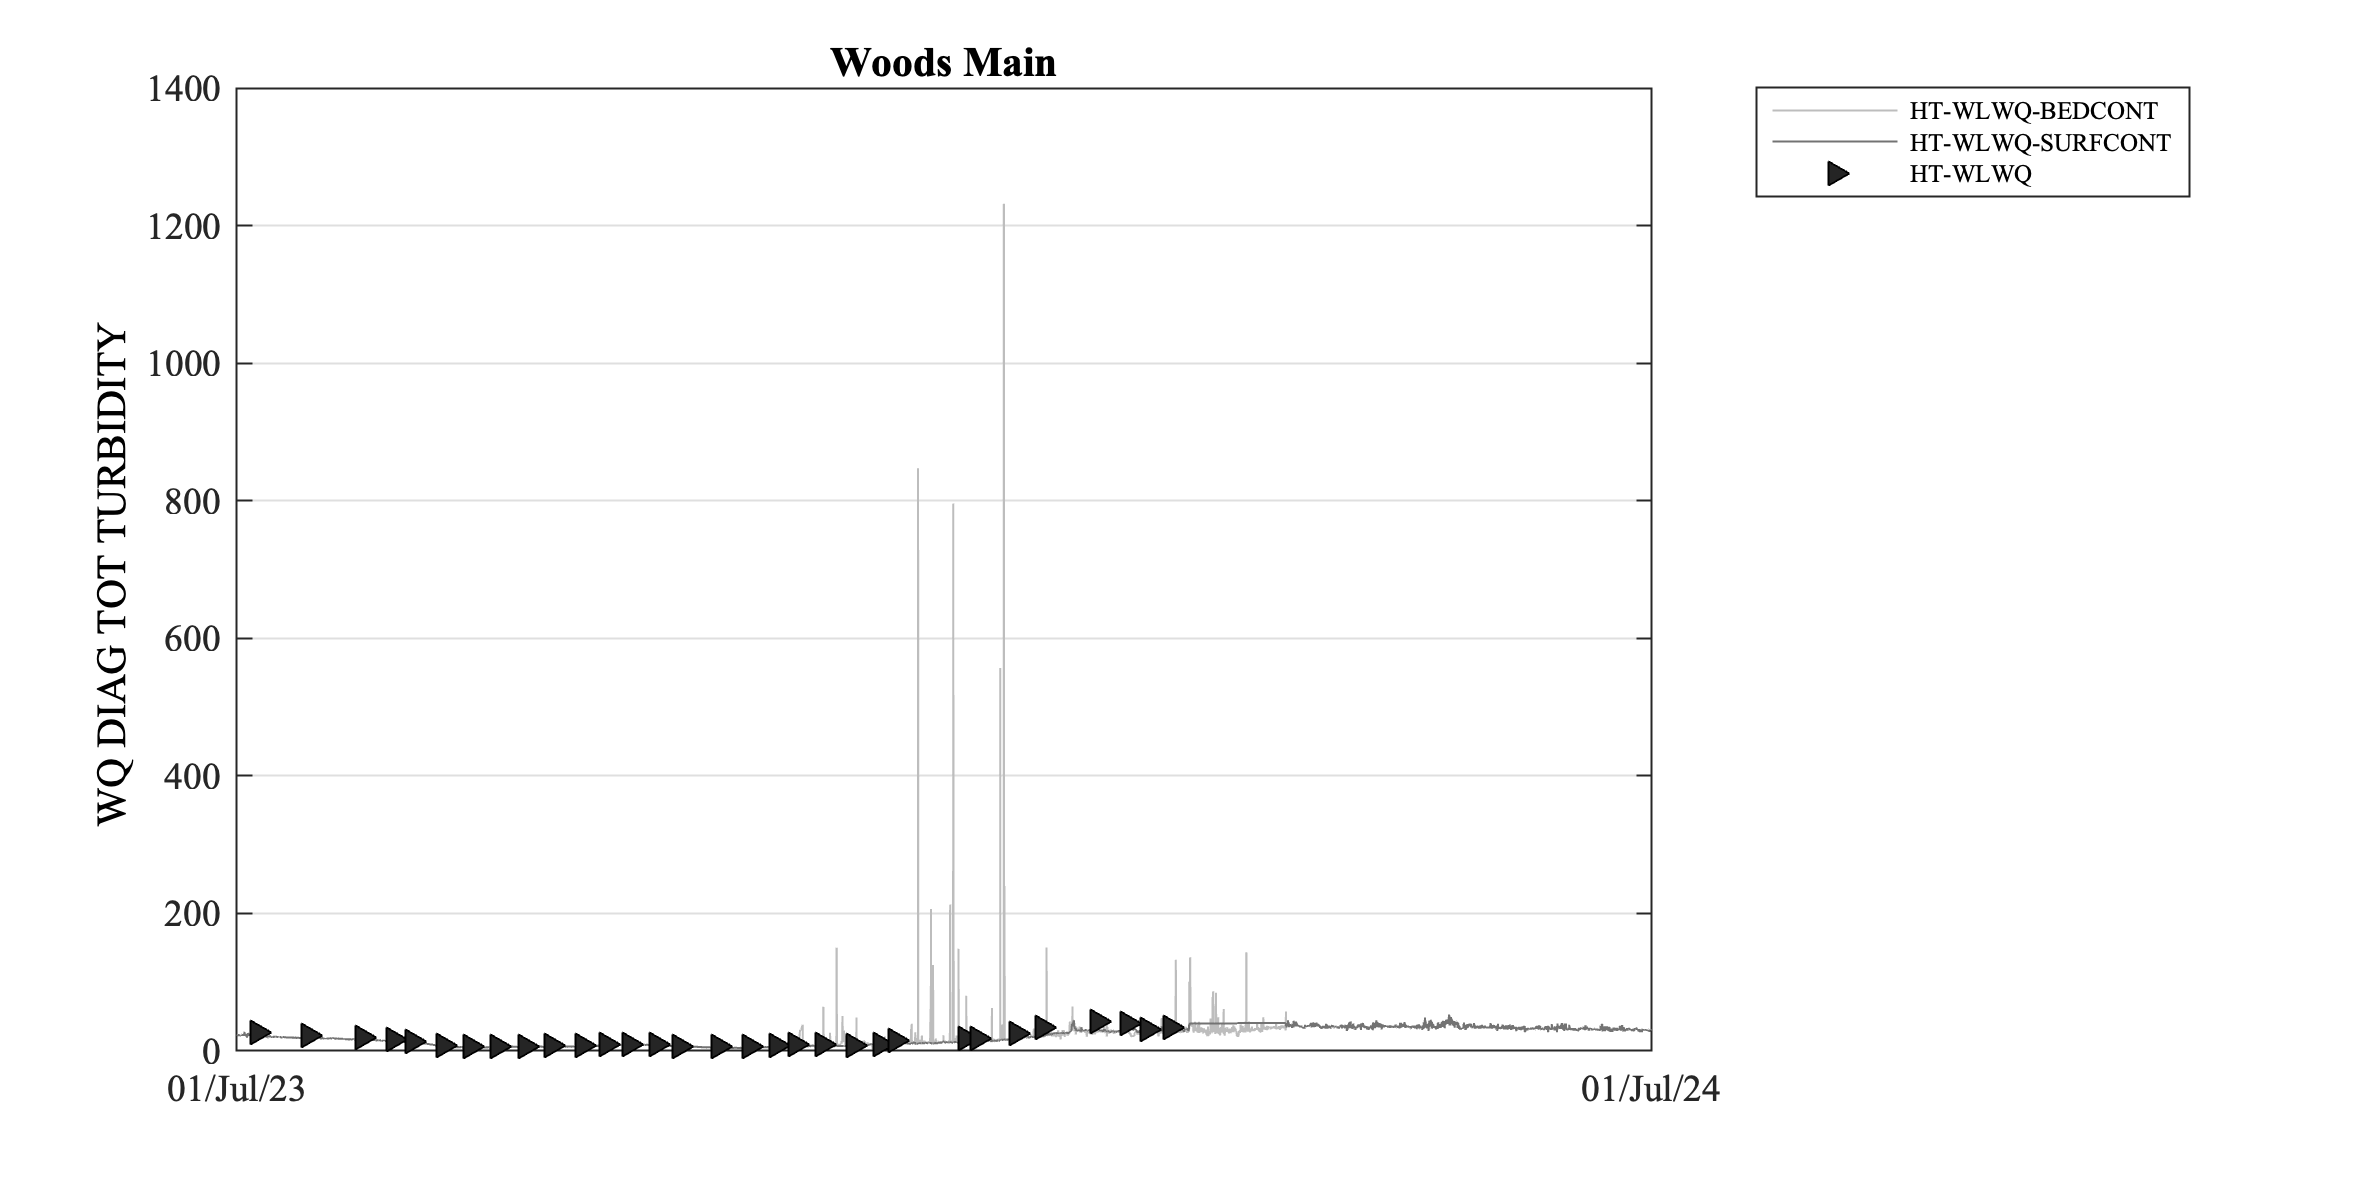 Woods Main
1400
1200
1000
800
600
400
200
0
WQ DIAG TOT TURBIDITY
01/Jul/23
01/Jul/24
HT-WLWQ-BEDCONT
HT-WLWQ-SURFCONT
HT-WLWQ